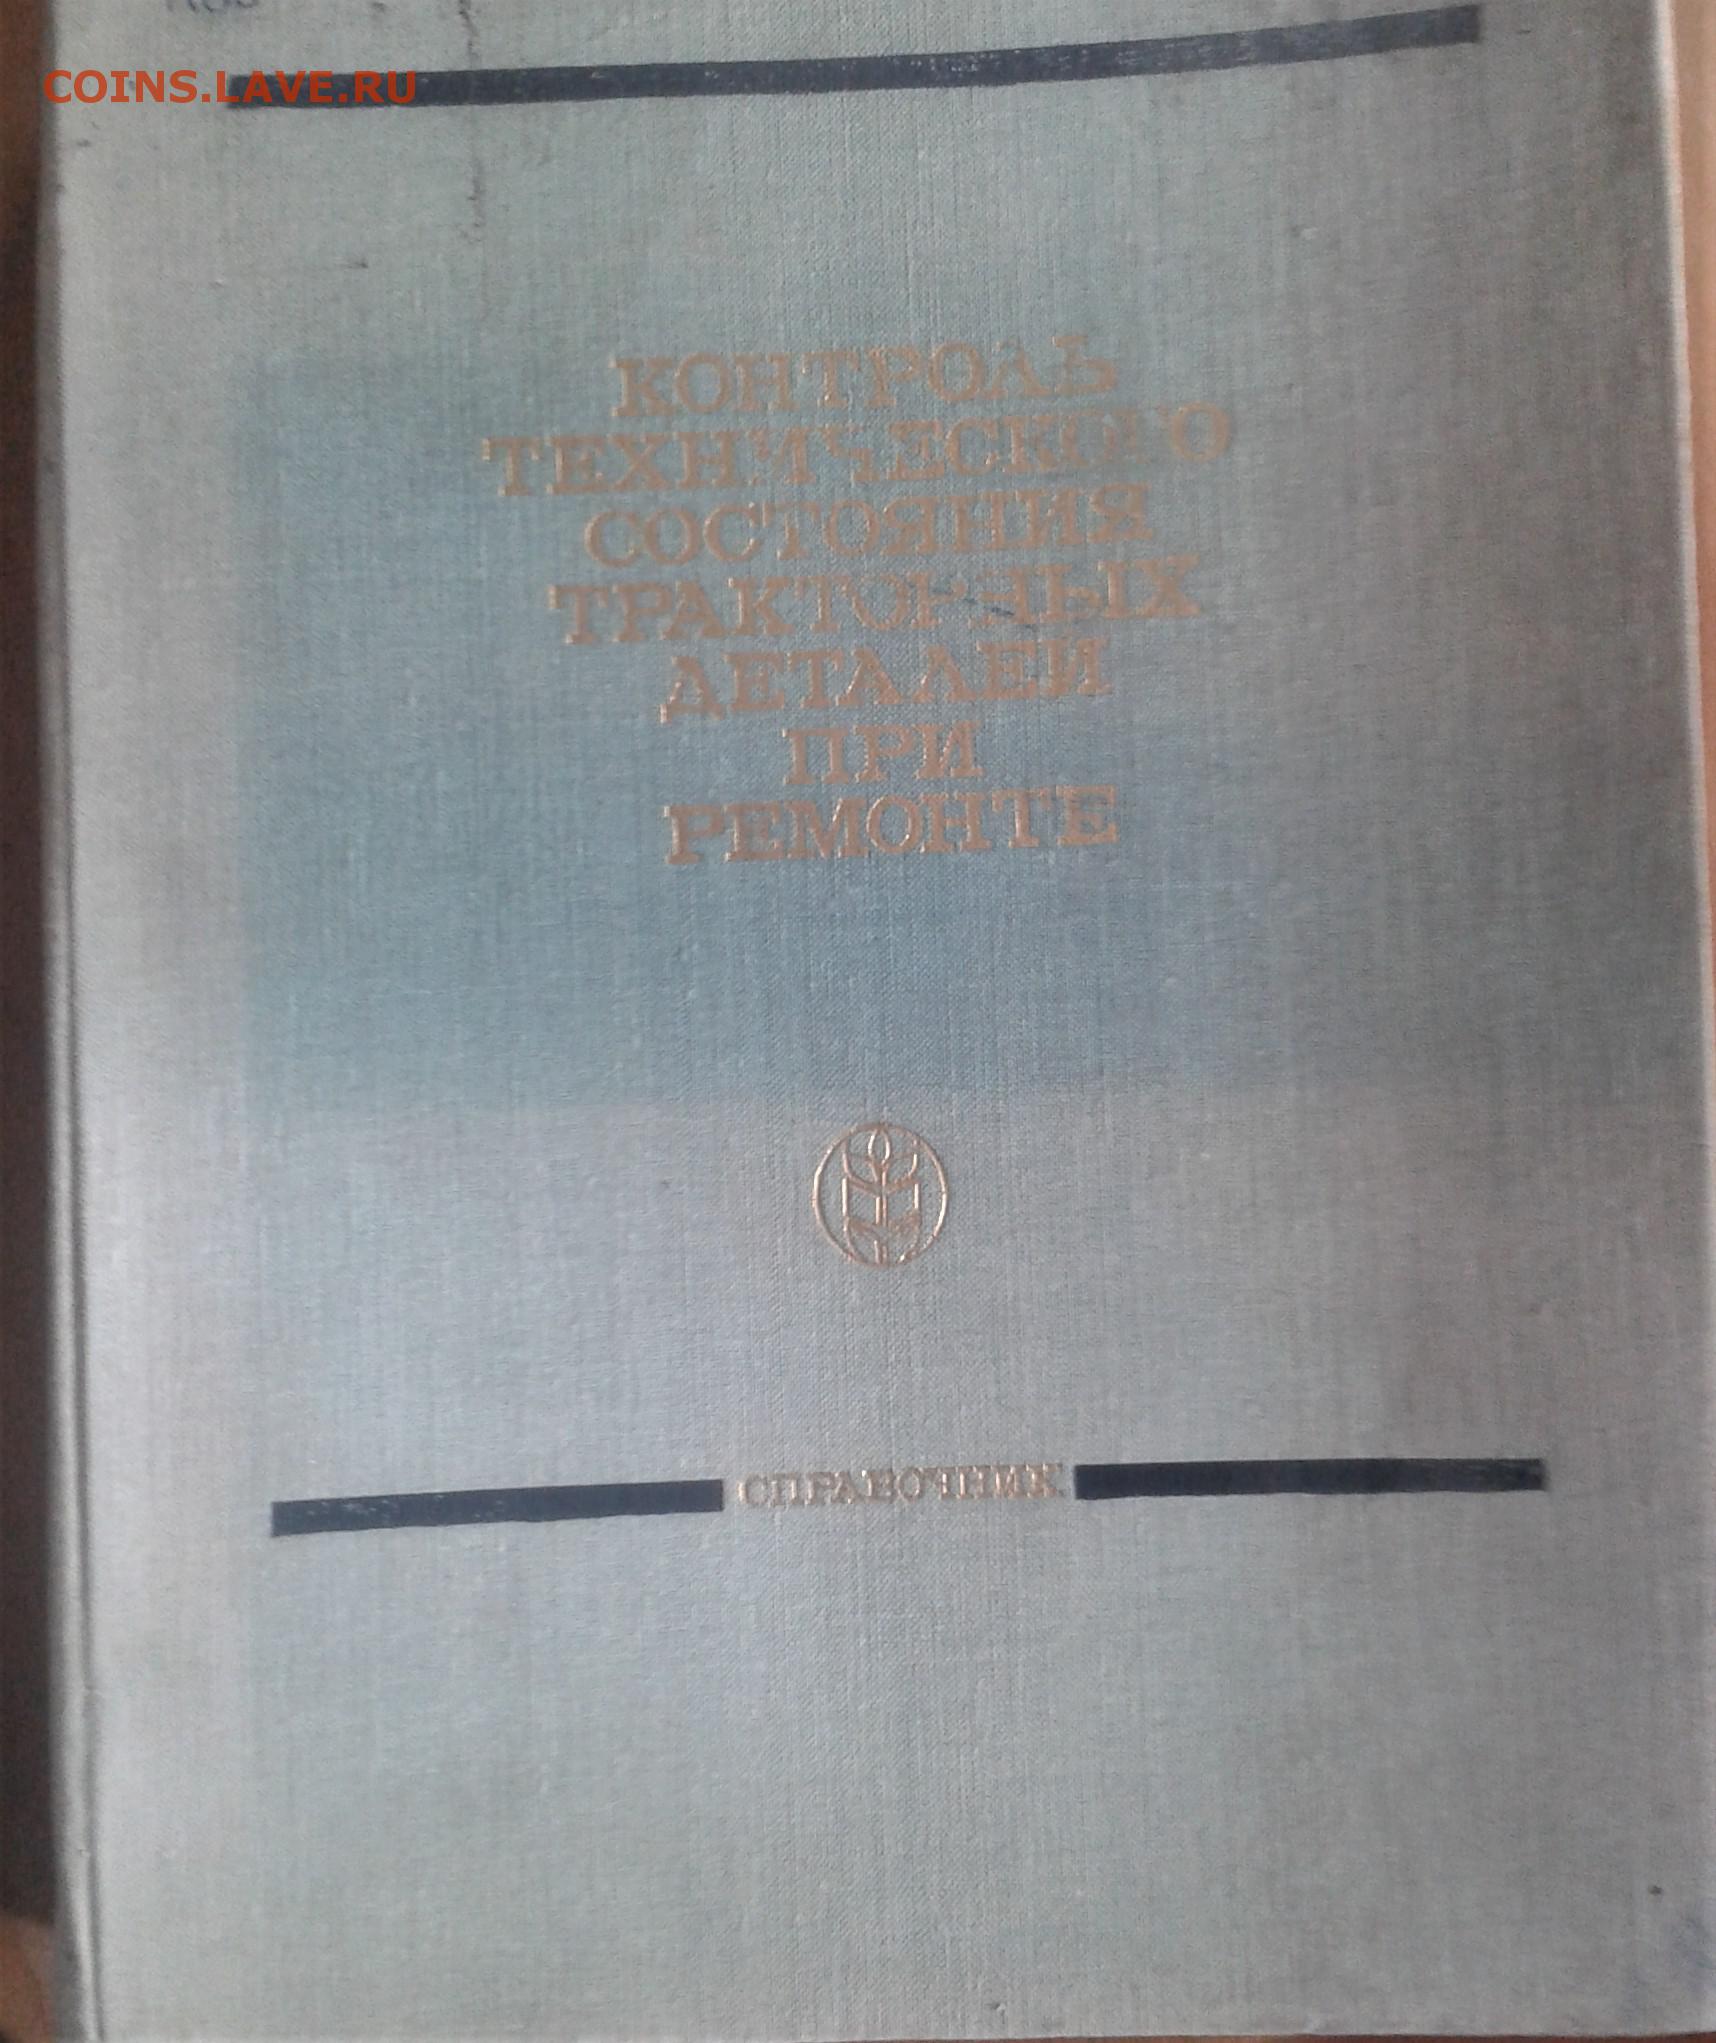 COINS.LAVE.RU
КОНТРОЛЬ
ТЕХНИЧЕСКОГО
СОСТОЯНИЯ
ТРАКТОРНЫХ
ДЕТАЛЕЙ
ПРИ
РЕМОНТЕ
СПРАВОЧНИК